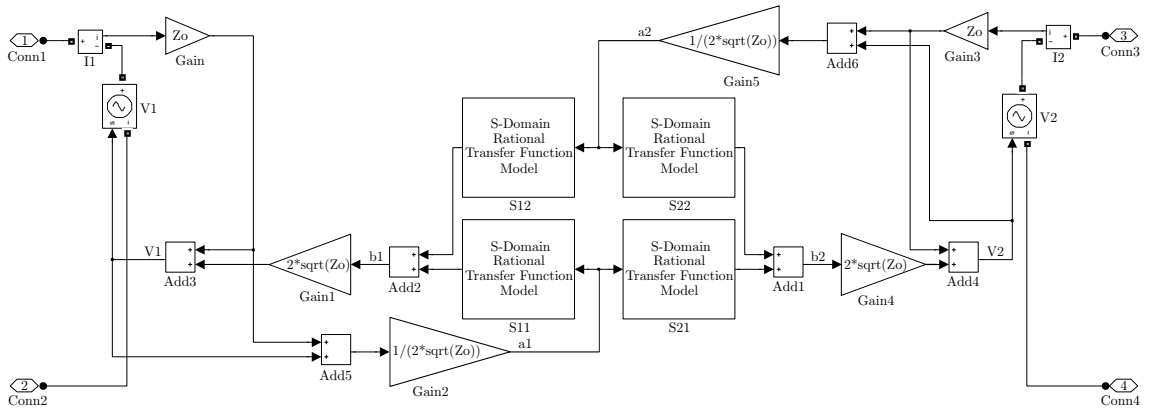 1
Conn1
+
i
−
I1
Zo
Gain
+
s
−
V1
a2
1/(2*sqrt(Zo))
Gain5
+
+
Add6
Zo
Gain3
i
−
+
I2
3
Conn3
+
s
−
V2
S-Domain
Rational
Transfer Function
Model
S12
S-Domain
Rational
Transfer Function
Model
S22
V1
+
+
Add3
2*sqrt(Zo)
Gain1
b1
+
+
Add2
S-Domain
Rational
Transfer Function
Model
S11
S-Domain
Rational
Transfer Function
Model
S21
+
+
Add1
b2
2*sqrt(Zo)
Gain4
+
+
Add4
V2
+
+
Add5
1/(2*sqrt(Zo))
Gain2
a1
2
Conn2
4
Conn4